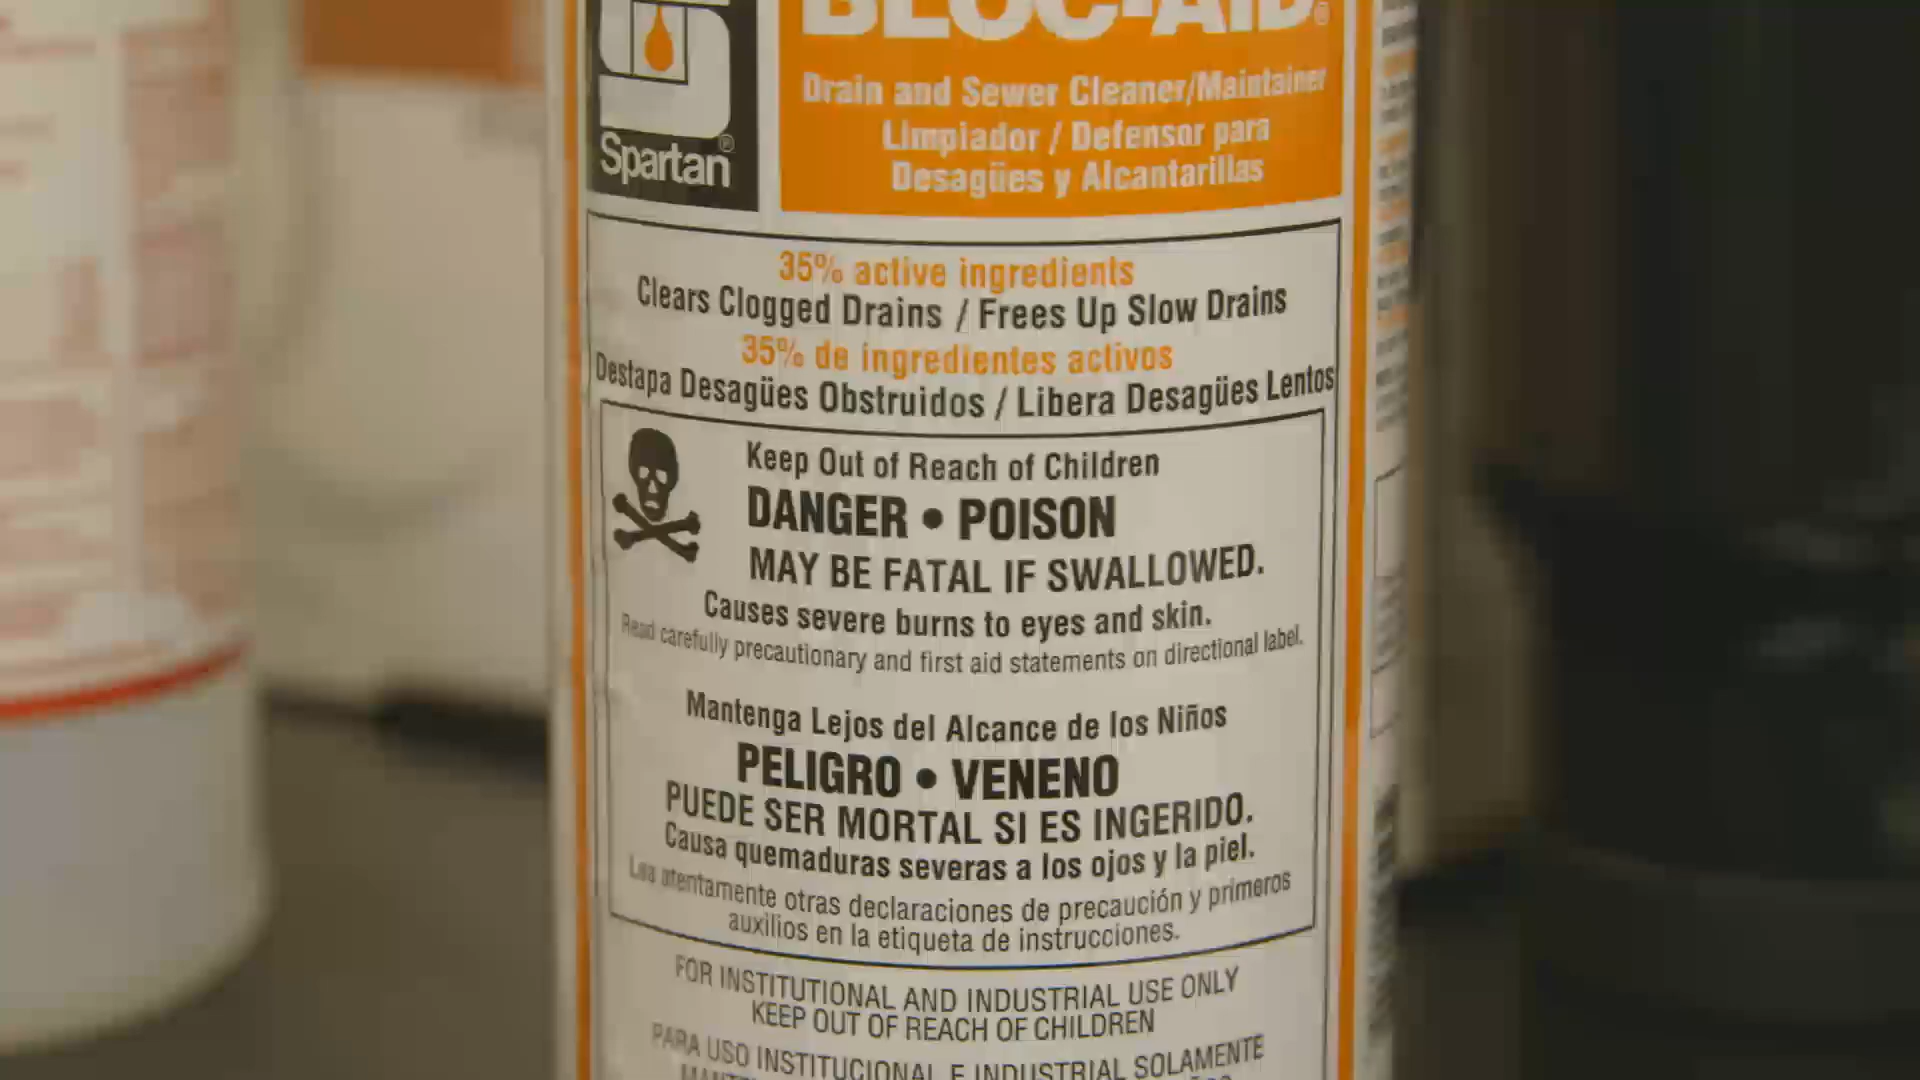 BLOC-AID®
Drain and Sewer Cleaner/Maintainer
Limpiador / Defensor para
Desagües y Alcantarillas
Spartan®
35% active ingredients
Clears Clogged Drains / Frees Up Slow Drains
35% de ingredientes activos
Destapa Desagües Obstruidos / Libera Desagües Lentos
Keep Out of Reach of Children
DANGER • POISON
MAY BE FATAL IF SWALLOWED.
Causes severe burns to eyes and skin.
Read carefully precautionary and first aid statements on directional label.
Mantenga Lejos del Alcance de los Niños
PELIGRO • VENENO
PUEDE SER MORTAL SI ES INGERIDO.
Causa quemaduras severas a los ojos y la piel.
Lea atentamente otras declaraciones de precaución y primeros
auxilios en la etiqueta de instrucciones.
FOR INSTITUTIONAL AND INDUSTRIAL USE ONLY
KEEP OUT OF REACH OF CHILDREN
PARA USO INSTITUCIONAL E INDUSTRIAL SOLAMENTE